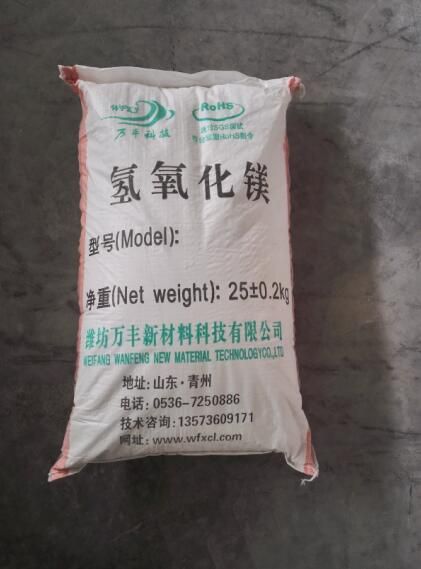 万丰科技
RoHS
氢氧化镁
型号(Model):
净重(Net weight): 25±0.2kg
潍坊万丰新材料科技有限公司
WEIFANG WANFENG NEW MATERIAL TECHNOLOGYCO.,LTD
地址:山东·青州
电话:0536-7250886
技术咨询:13573609171
网址:www.wfxcl.com